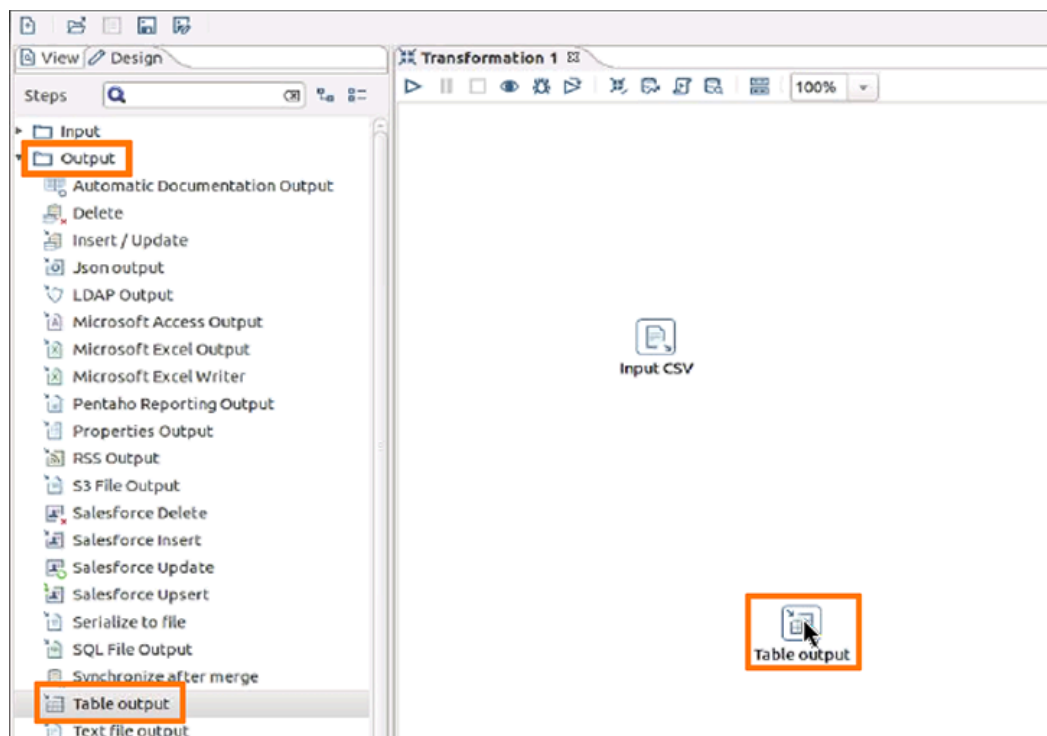 View
Design
Transformation 1
Steps
100%
Input
Output
Automatic Documentation Output
Delete
Insert / Update
Json output
LDAP Output
Microsoft Access Output
Microsoft Excel Output
Microsoft Excel Writer
Pentaho Reporting Output
Properties Output
RSS Output
S3 File Output
Salesforce Delete
Salesforce Insert
Salesforce Update
Salesforce Upsert
Serialize to file
SQL File Output
Synchronize after merge
Table output
Text file output
Input CSV
Table output